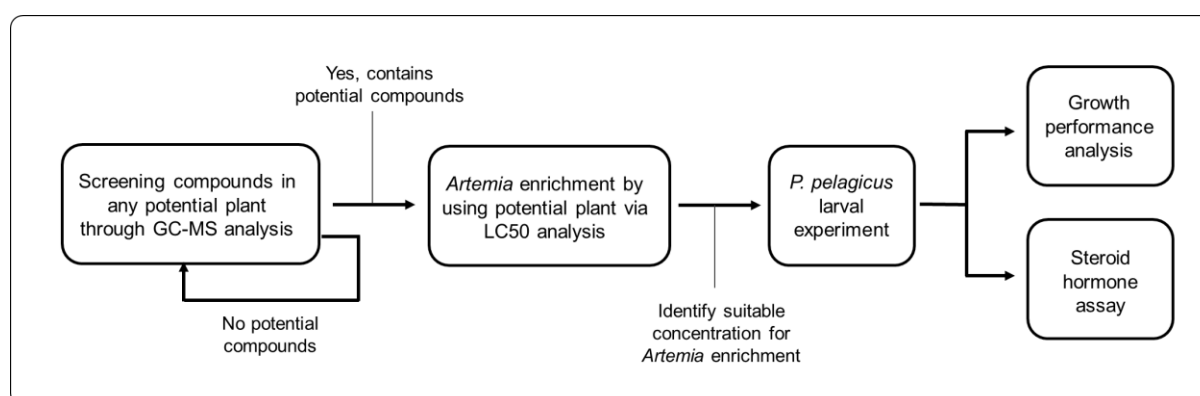 Yes, contains
potential compounds
Screening compounds in
any potential plant
through GC-MS analysis
No potential
compounds
Artemia enrichment by
using potential plant via
LC50 analysis
Identify suitable
concentration for
Artemia enrichment
P. pelagicus
larval
experiment
Growth
performance
analysis
Steroid
hormone
assay